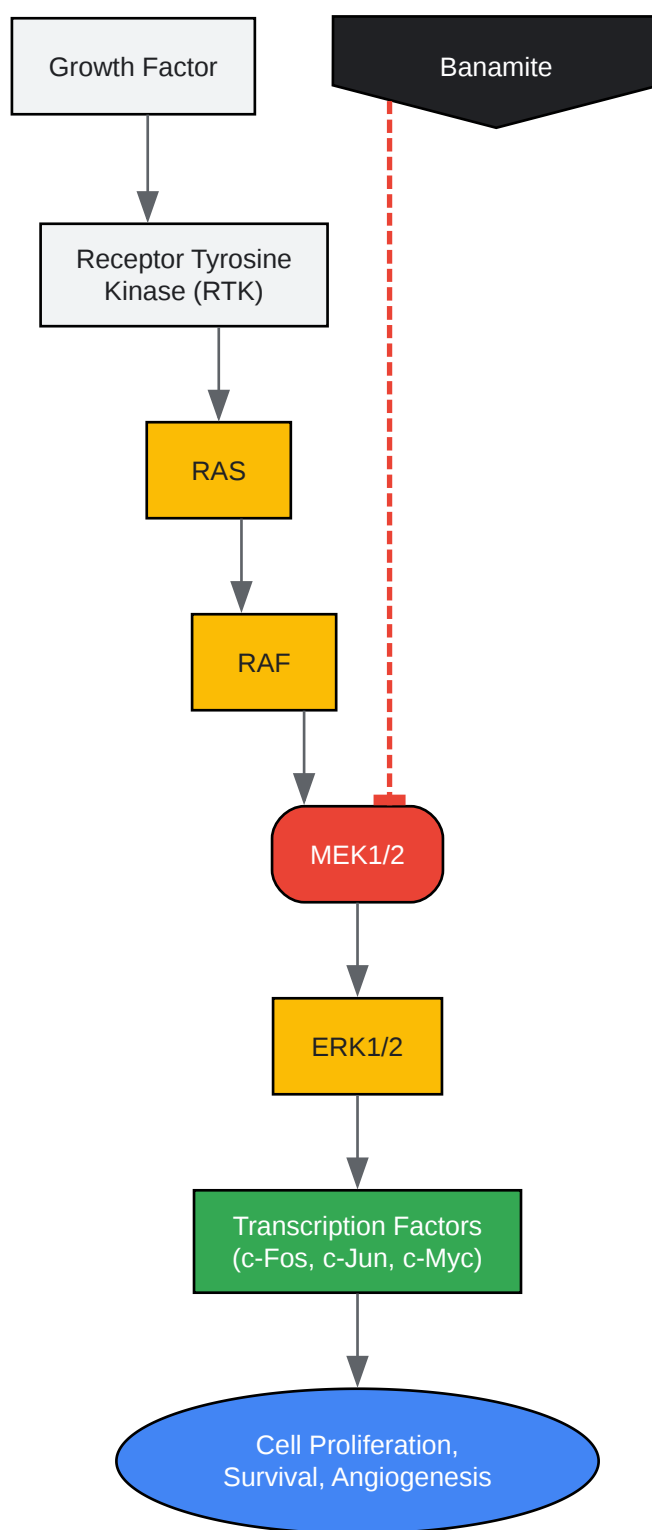 Growth Factor
Banamite
Receptor Tyrosine
Kinase (RTK)
RAS
RAF
MEK1/2
ERK1/2
Transcription Factors
(c-Fos, c-Jun, c-Myc)
Cell Proliferation,
Survival, Angiogenesis